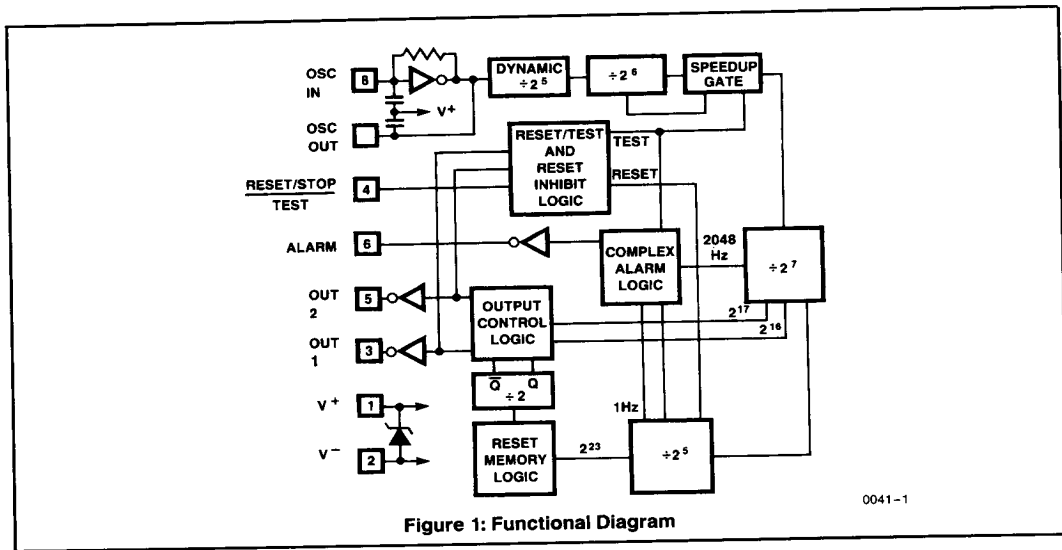 OSC
IN
8
V+
OSC
OUT
DYNAMIC
÷2⁵
÷2⁶
SPEEDUP
GATE
RESET/STOP
TEST
4
RESET/TEST
AND
RESET
INHIBIT
LOGIC
TEST
RESET
ALARM
6
COMPLEX
ALARM
LOGIC
2048
Hz
÷2⁷
OUT
2
5
OUT
1
3
OUTPUT
CONTROL
LOGIC
2¹⁷
2¹⁶
Q̅ Q
÷2
V+
1
V−
2
RESET
MEMORY
LOGIC
2²³
1Hz
÷2⁵
0041-1
Figure 1: Functional Diagram